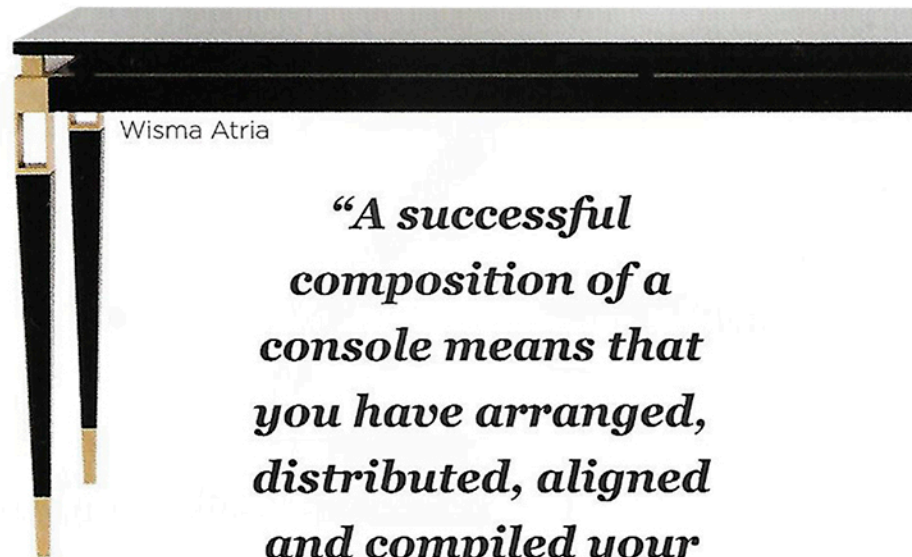 Wisma Atria
“A successful
composition of a
console means that
you have arranged,
distributed, aligned
and compiled your